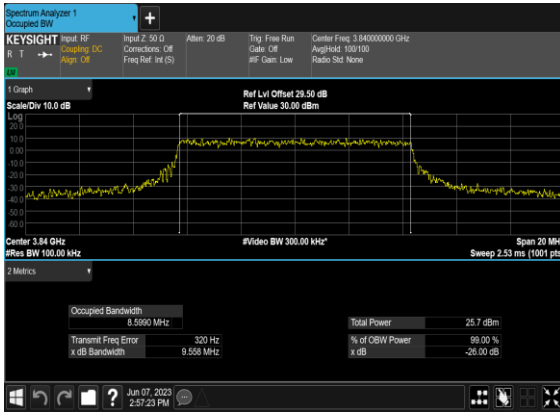 Spectrum Analyzer 1
Occupied BW
+
KEYSIGHT
R T
LV
Input: RF
Coupling: DC
Align: Off
Input Z: 50 Ω
Corrections: Off
Freq Ref: Int (S)
Atten: 20 dB
Trig: Free Run
Gate: Off
#IF Gain: Low
Center Freq: 3.840000000 GHz
Avg|Hold: 100/100
Radio Std: None
1 Graph
Scale/Div 10.0 dB
Ref Lvl Offset 29.50 dB
Ref Value 30.00 dBm
Log
20.0
10.0
0.00
-10.0
-20.0
-30.0
-40.0
-50.0
-60.0
Center 3.84 GHz
#Res BW 100.00 kHz
#Video BW 300.00 kHz*
Span 20 MH
Sweep 2.53 ms (1001 pts
2 Metrics
Occupied Bandwidth
8.5990 MHz
Total Power 25.7 dBm
Transmit Freq Error 320 Hz
% of OBW Power 99.00 %
x dB Bandwidth 9.558 MHz
x dB -26.00 dB
?
Jun 07, 2023
2:57:23 PM